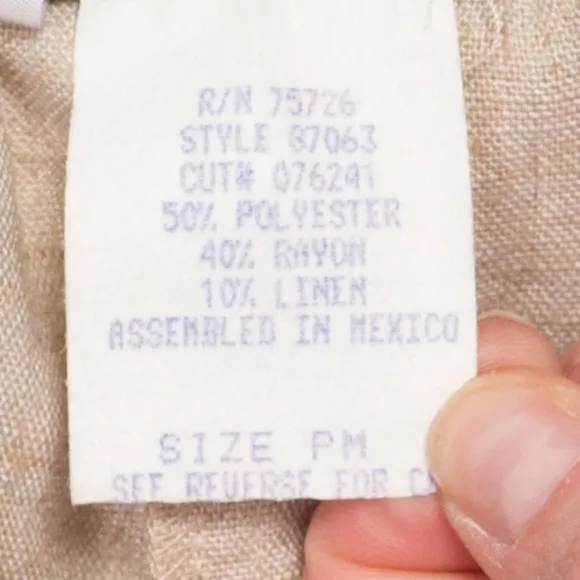 R/N 75726
STYLE 87063
CUT# 076241
50% POLYESTER
40% RAYON
10% LINEN
ASSEMBLED IN MEXICO
SIZE PM
SEE REVERSE FOR